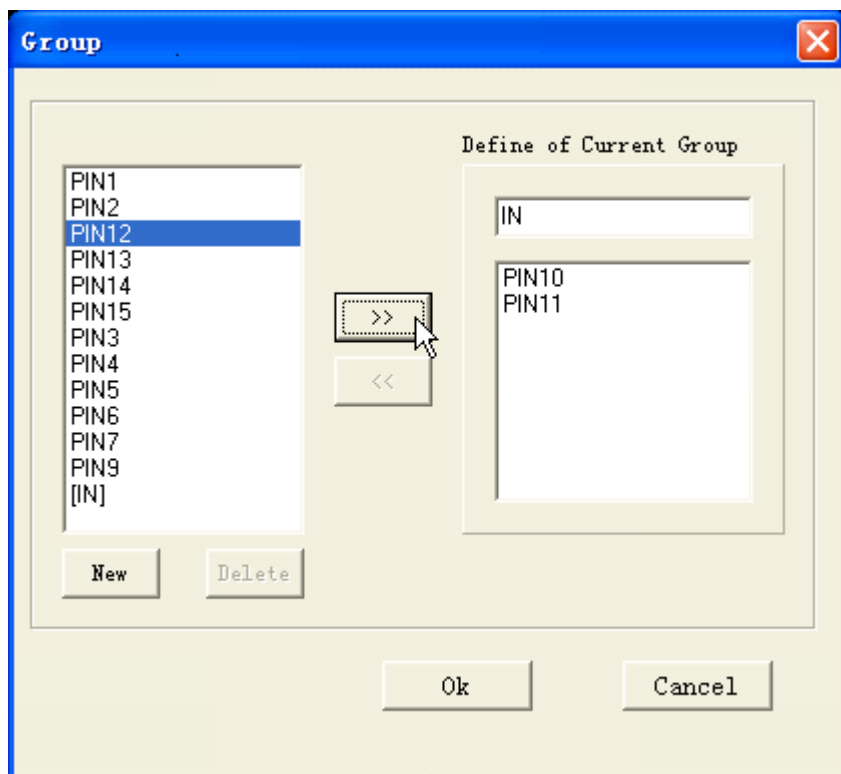 Group
Define of Current Group
PIN1
PIN2
PIN12
PIN13
PIN14
PIN15
PIN3
PIN4
PIN5
PIN6
PIN7
PIN9
[IN]
>>
<<
IN
PIN10
PIN11
New
Delete
Ok
Cancel